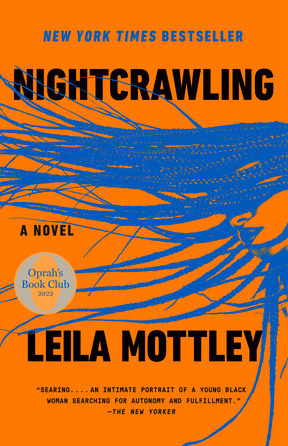 NEW YORK TIMES BESTSELLER
NIGHTCRAWLING
A NOVEL
Oprah's
Book Club
2022
LEILA MOTTLEY
"SEARING....AN INTIMATE PORTRAIT OF A YOUNG BLACK
WOMAN SEARCHING FOR AUTONOMY AND FULFILLMENT."
—THE NEW YORKER